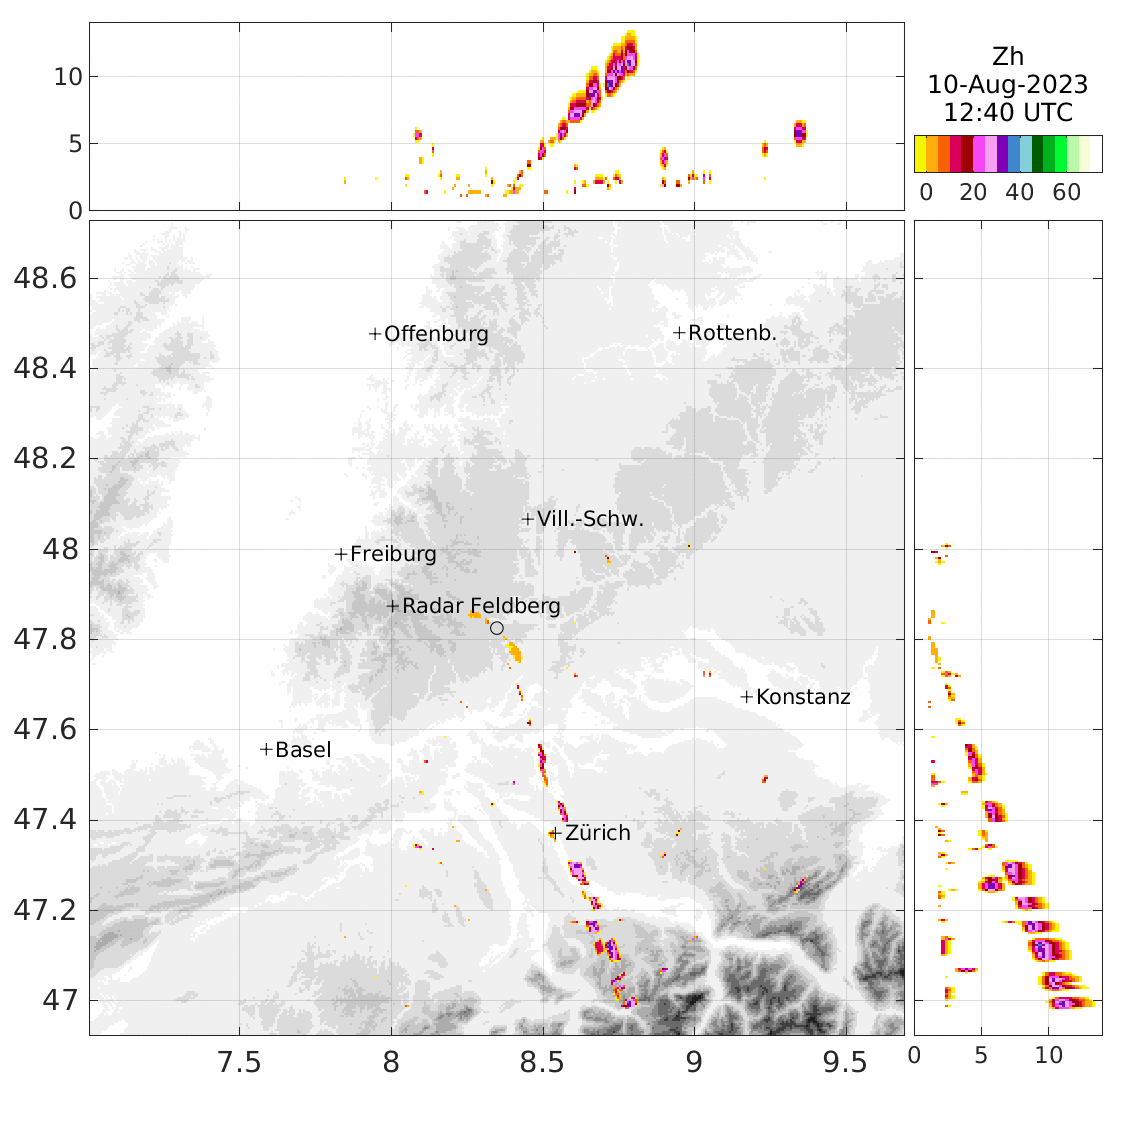 Zh
10-Aug-2023
12:40 UTC
0 20 40 60
10
5
0
48.6
48.4
48.2
48
47.8
47.6
47.4
47.2
47
Offenburg
Rottenb.
Vill.-Schw.
Freiburg
Radar Feldberg
Konstanz
Basel
Zürich
7.5 8 8.5 9 9.5
0 5 10